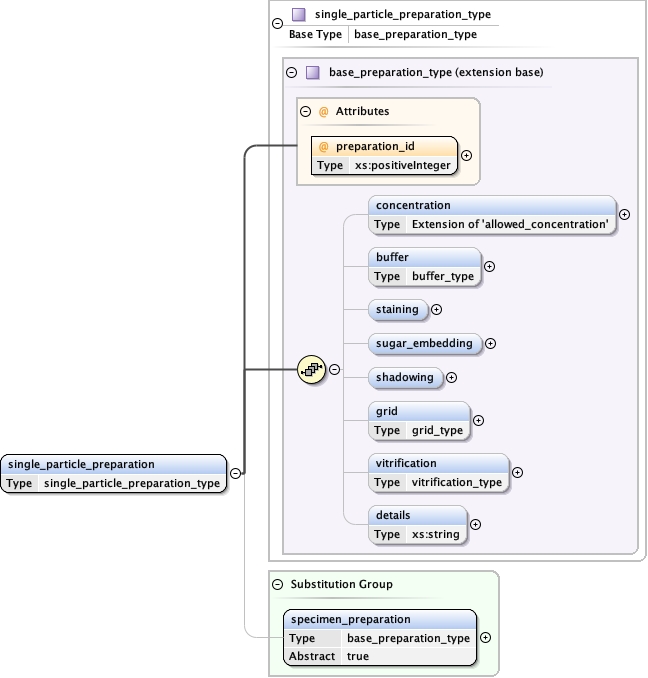 single_particle_preparation_type
Base Type base_preparation_type
base_preparation_type (extension base)
@ Attributes
@ preparation_id
Type xs:positiveInteger
concentration
Type Extension of 'allowed_concentration'
buffer
Type buffer_type
staining
sugar_embedding
shadowing
grid
Type grid_type
vitrification
Type vitrification_type
details
Type xs:string
single_particle_preparation
Type single_particle_preparation_type
Substitution Group
specimen_preparation
Type base_preparation_type
Abstract true